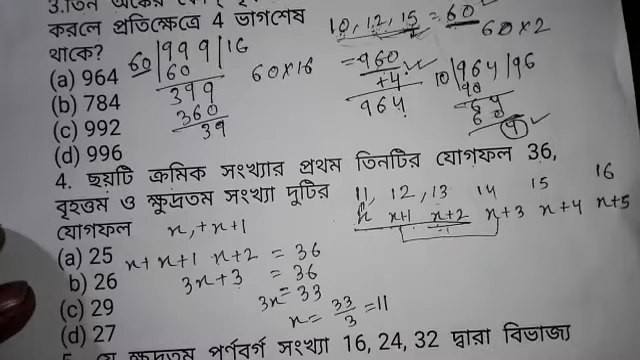 3.তিন অঙ্কের
করলে প্রতিক্ষেত্রে 4 ভাগশেষ
থাকে?
(a) 964
(b) 784
(c) 992
(d) 996
60 |999|16
60
399
360
39
60×16
10, 12, 15 = 60
60×2
=960
+4
964
10 |964|96
90
64
60
4
4. ছয়টি ক্রমিক সংখ্যার প্রথম তিনটির যোগফল 36,
বৃহত্তম ও ক্ষুদ্রতম সংখ্যা দুটির
যোগফল
(a) 25
b) 26
(c) 29
(d) 27
11, 12, 13 14 15 16
n n+1 n+2 n+3 n+4 n+5
n, + n+1
n+n+1 n+2 = 36
3n+3 = 36
3n = 33
n = 33/3 = 11
ক্ষুদ্রতম পূর্ণবর্গ সংখ্যা 16, 24, 32 দ্বারা বিভাজ্য